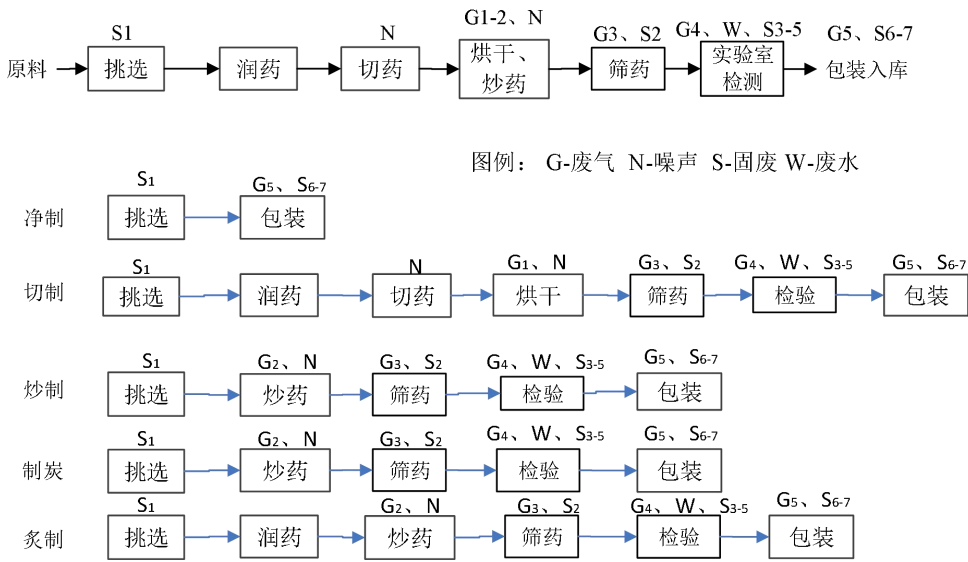 S1 N G1-2、N G3、S2 G4、W、S3-5 G5、S6-7
原料 挑选 润药 切药 烘干、炒药 筛药 实验室检测 包装入库
图例： G-废气 N-噪声 S-固废 W-废水
S1 G5、S6-7
净制 挑选 包装
S1 N G1、N G3、S2 G4、W、S3-5 G5、S6-7
切制 挑选 润药 切药 烘干 筛药 检验 包装
S1 G2、N G3、S2 G4、W、S3-5 G5、S6-7
炒制 挑选 炒药 筛药 检验 包装
S1 G2、N G3、S2 G4、W、S3-5 G5、S6-7
制炭 挑选 炒药 筛药 检验 包装
S1 G2、N G3、S2 G4、W、S3-5 G5、S6-7
炙制 挑选 润药 炒药 筛药 检验 包装